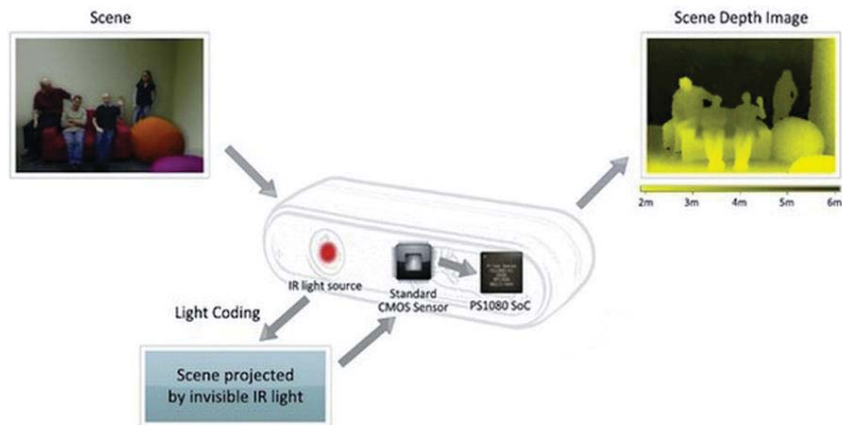 Scene
Scene Depth Image
2m 3m 4m 5m 6m
IR light source
Standard
CMOS Sensor
PS1080 SoC
Light Coding
Scene projected
by invisible IR light